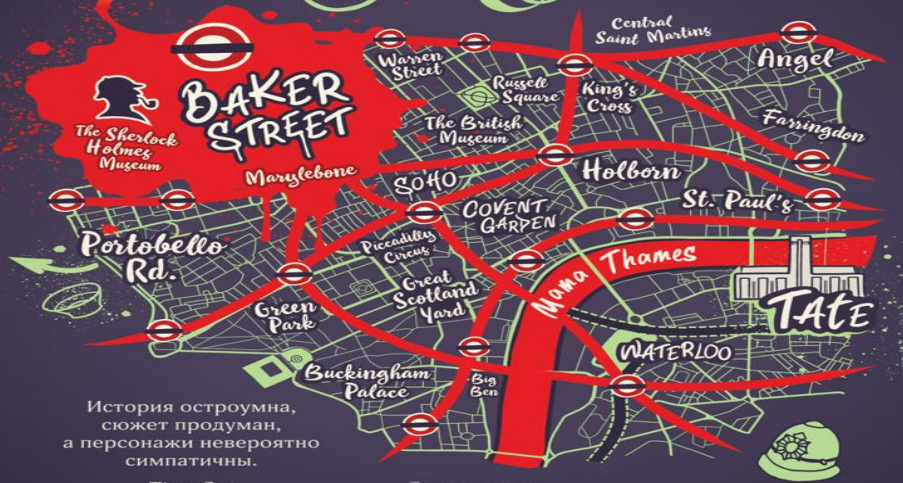 Central
Saint Martins
Angel
Warren
Street
Russell
Square
King's
Cross
BAKER
STREET
The Sherlock
Holmes
Museum
The British
Museum
Farringdon
Marylebone
SOHO
Holborn
COVENT
GARDEN
St. Paul's
Portobello
Rd.
Piccadilly
Circus
Mama Thames
Great
Scotland
Yard
Green
Park
TATE
WATERLOO
Buckingham
Palace
Big
Ben
История остроумна,
сюжет продуман,
а персонажи невероятно
симпатичны.